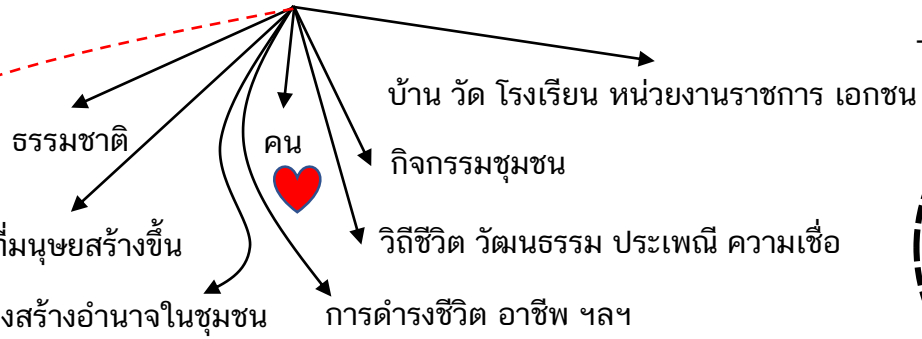 บ้าน วัด โรงเรียน หน่วยงานราชการ เอกชน
ธรรมชาติ
คน
กิจกรรมชุมชน
ที่มนุษยสร้างขึ้น
วิถีชีวิต วัฒนธรรม ประเพณี ความเชื่อ
งสร้างอำนาจในชุมชน
การดำรงชีวิต อาชีพ ฯลฯ